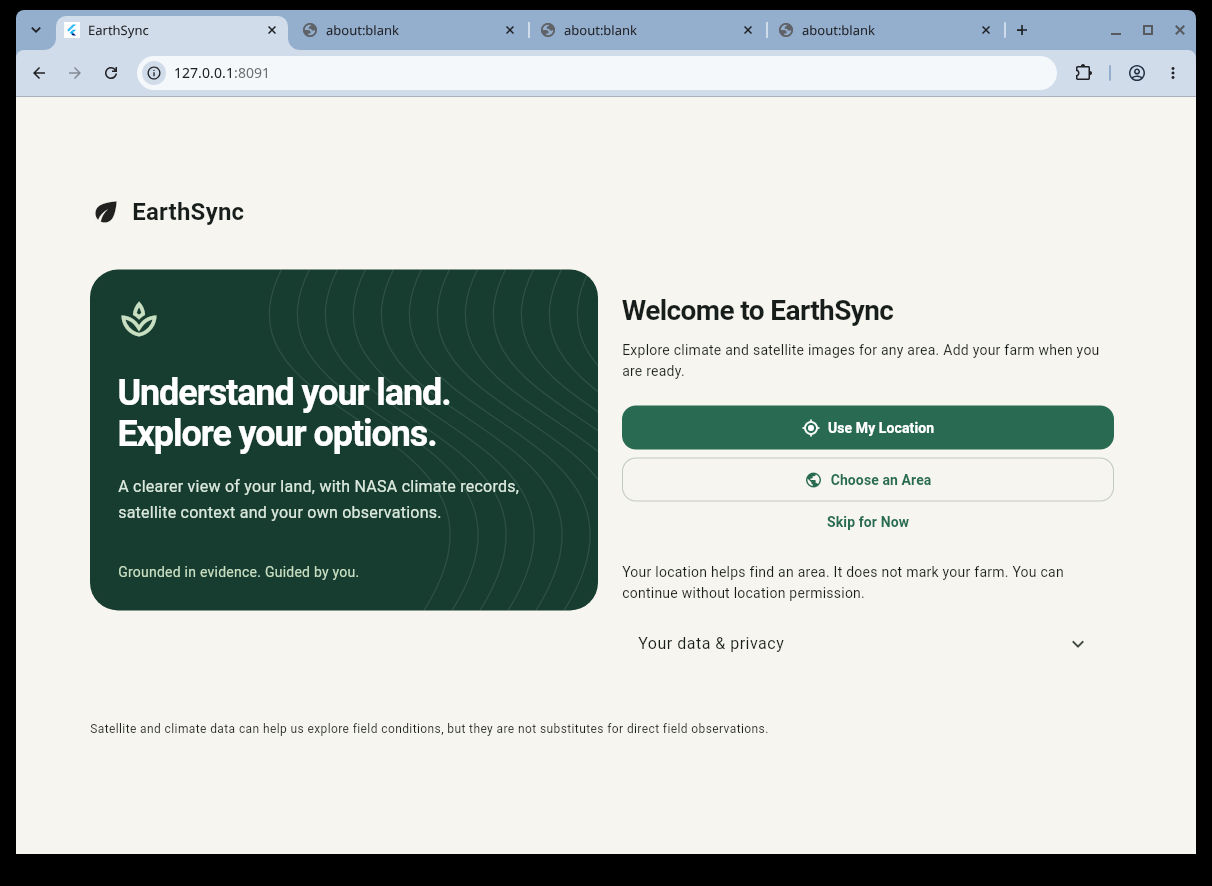 EarthSync
about:blank
about:blank
about:blank
127.0.0.1:8091
EarthSync
Understand your land.
Explore your options.
A clearer view of your land, with NASA climate records,
satellite context and your own observations.
Grounded in evidence. Guided by you.
Welcome to EarthSync
Explore climate and satellite images for any area. Add your farm when you
are ready.
Use My Location
Choose an Area
Skip for Now
Your location helps find an area. It does not mark your farm. You can
continue without location permission.
Your data & privacy
Satellite and climate data can help us explore field conditions, but they are not substitutes for direct field observations.